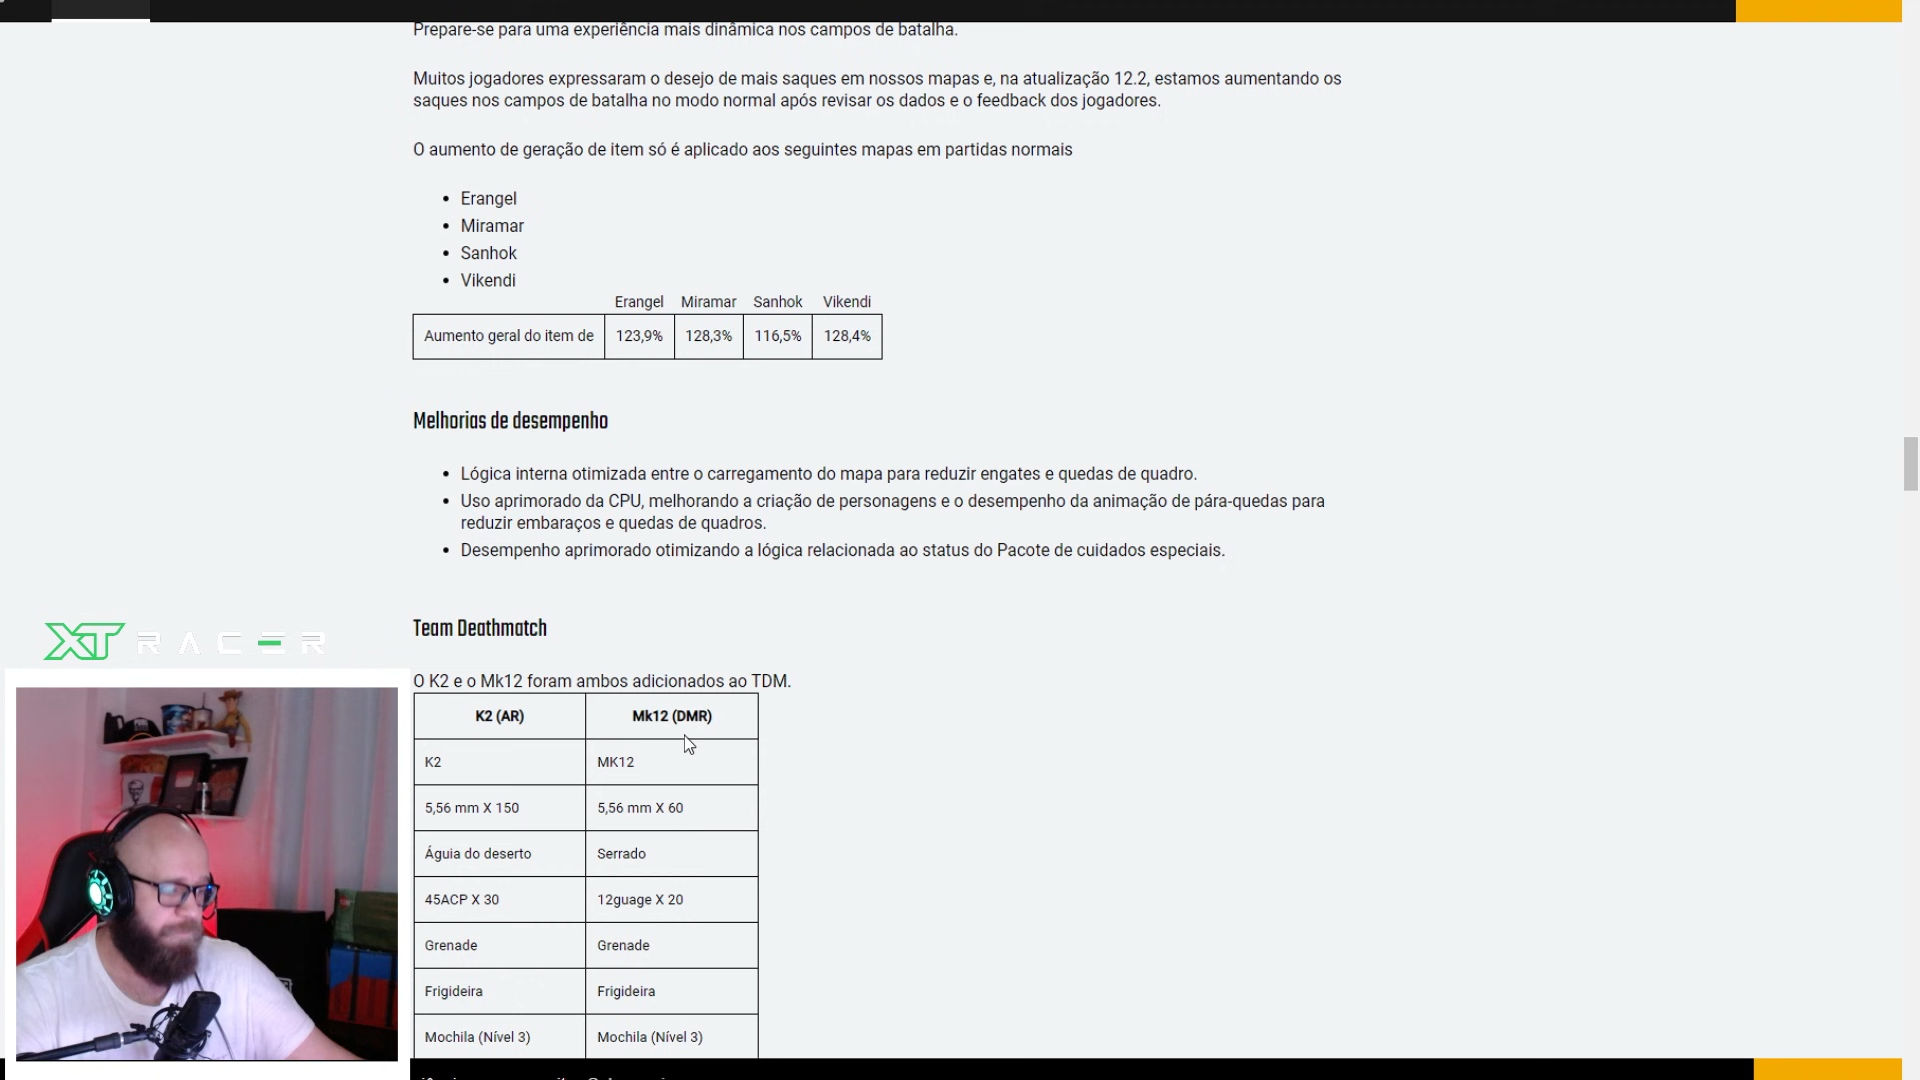 Prepare-se para uma experiência mais dinâmica nos campos de batalha.
Muitos jogadores expressaram o desejo de mais saques em nossos mapas e, na atualização 12.2, estamos aumentando os
saques nos campos de batalha no modo normal após revisar os dados e o feedback dos jogadores.
O aumento de geração de item só é aplicado aos seguintes mapas em partidas normais
Erangel
Miramar
Sanhok
Vikendi
Erangel Miramar Sanhok Vikendi
Aumento geral do item de 123,9% 128,3% 116,5% 128,4%
Melhorias de desempenho
Lógica interna otimizada entre o carregamento do mapa para reduzir engates e quedas de quadro.
Uso aprimorado da CPU, melhorando a criação de personagens e o desempenho da animação de pára-quedas para
reduzir embaraços e quedas de quadros.
Desempenho aprimorado otimizando a lógica relacionada ao status do Pacote de cuidados especiais.
Team Deathmatch
XT RACER
O K2 e o Mk12 foram ambos adicionados ao TDM.
K2 (AR) Mk12 (DMR)
K2 MK12
5,56 mm X 150 5,56 mm X 60
Águia do deserto Serrado
45ACP X 30 12guage X 20
Grenade Grenade
Frigideira Frigideira
Mochila (Nível 3) Mochila (Nível 3)